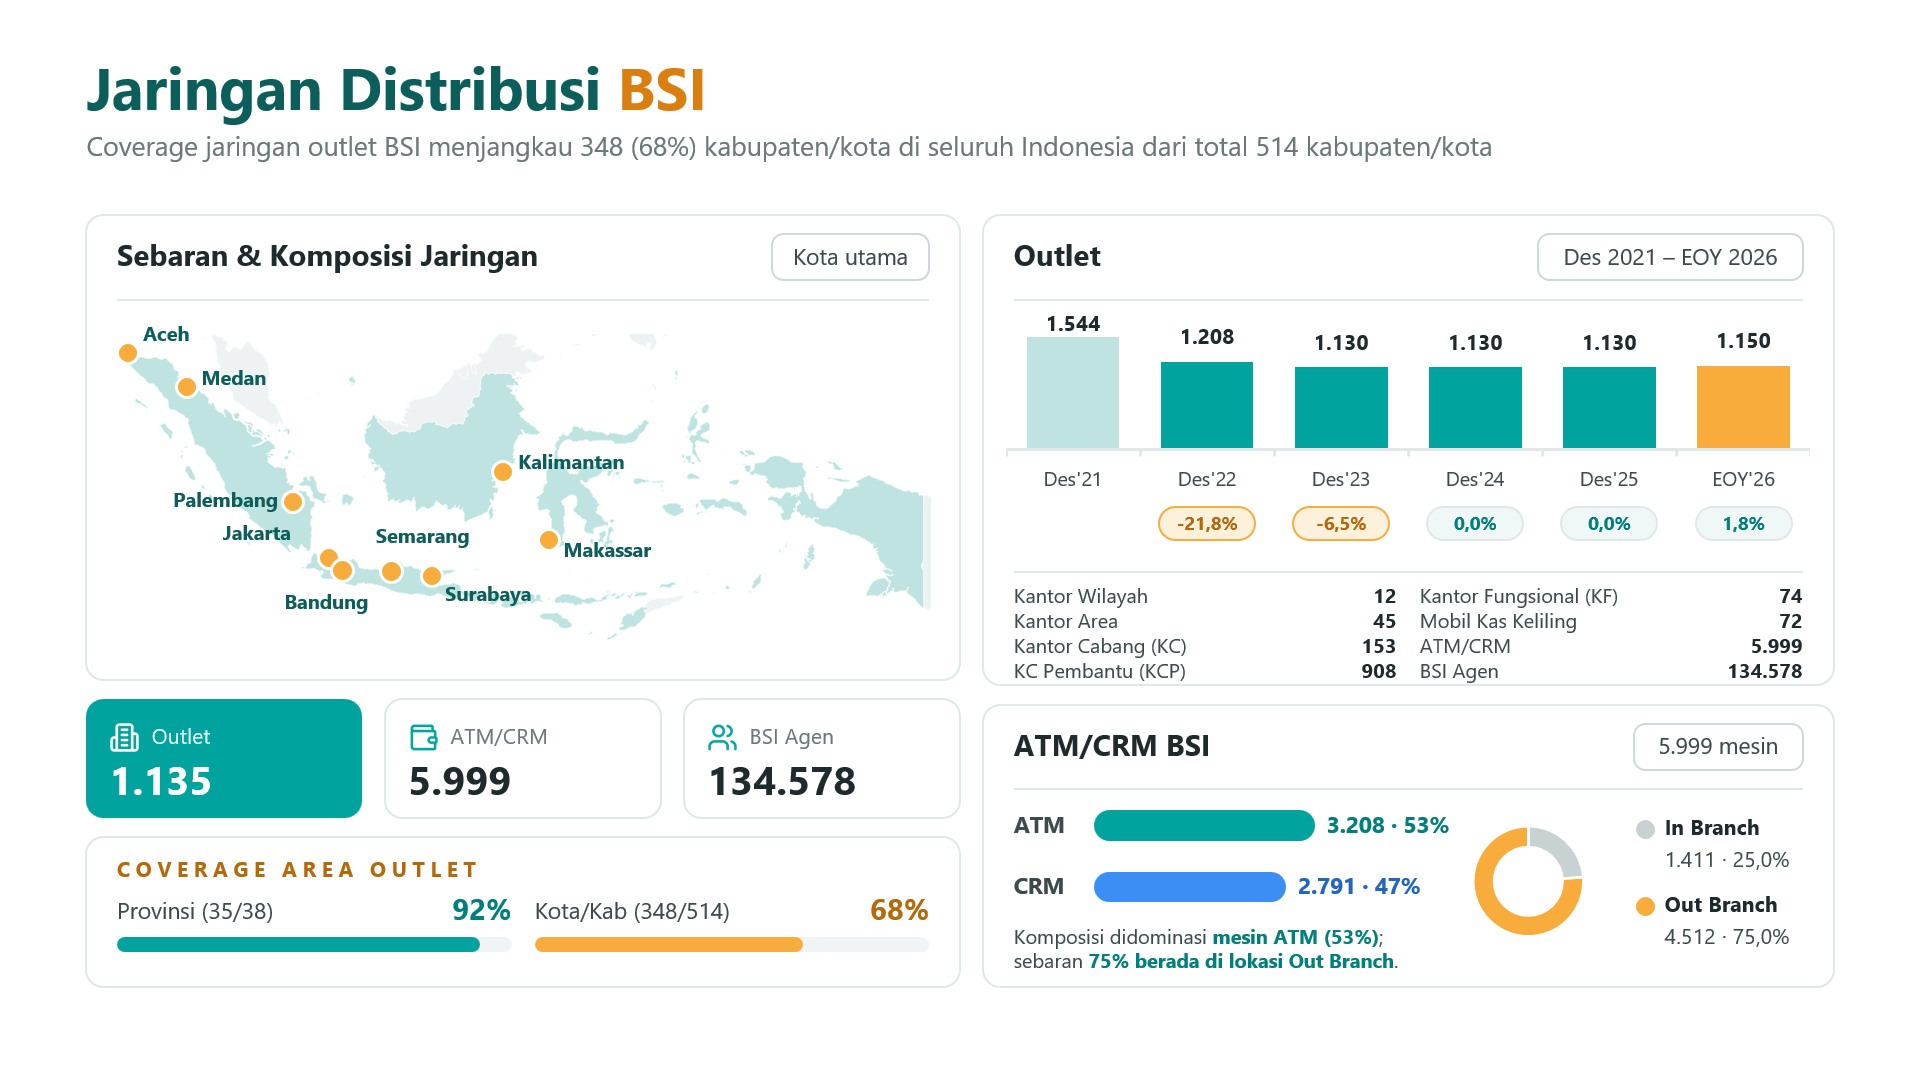 Jaringan Distribusi BSI
Coverage jaringan outlet BSI menjangkau 348 (68%) kabupaten/kota di seluruh Indonesia dari total 514 kabupaten/kota
Sebaran & Komposisi Jaringan
Kota utama
Aceh
Medan
Kalimantan
Palembang
Jakarta
Semarang
Makassar
Bandung
Surabaya
Outlet
1.135
ATM/CRM
5.999
BSI Agen
134.578
COVERAGE AREA OUTLET
Provinsi (35/38) 92%
Kota/Kab (348/514) 68%
Outlet
Des 2021 – EOY 2026
1.544 1.208 1.130 1.130 1.130 1.150
Des'21 Des'22 Des'23 Des'24 Des'25 EOY'26
-21,8% -6,5% 0,0% 0,0% 1,8%
Kantor Wilayah 12 Kantor Fungsional (KF) 74
Kantor Area 45 Mobil Kas Keliling 72
Kantor Cabang (KC) 153 ATM/CRM 5.999
KC Pembantu (KCP) 908 BSI Agen 134.578
ATM/CRM BSI
5.999 mesin
ATM 3.208 · 53%
CRM 2.791 · 47%
Komposisi didominasi mesin ATM (53%);
sebaran 75% berada di lokasi Out Branch.
In Branch
1.411 · 25,0%
Out Branch
4.512 · 75,0%